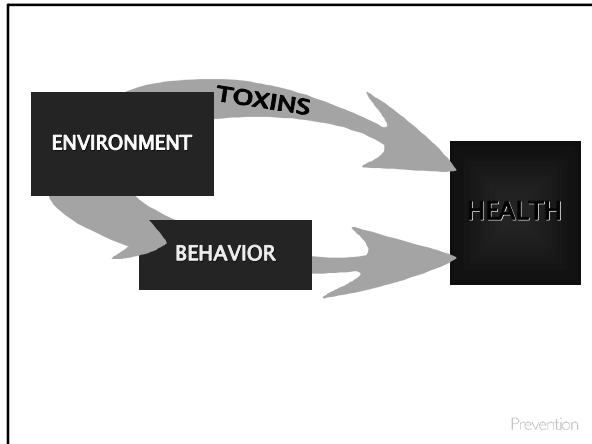 TOXINS
ENVIRONMENT
HEALTH
BEHAVIOR
Prevention